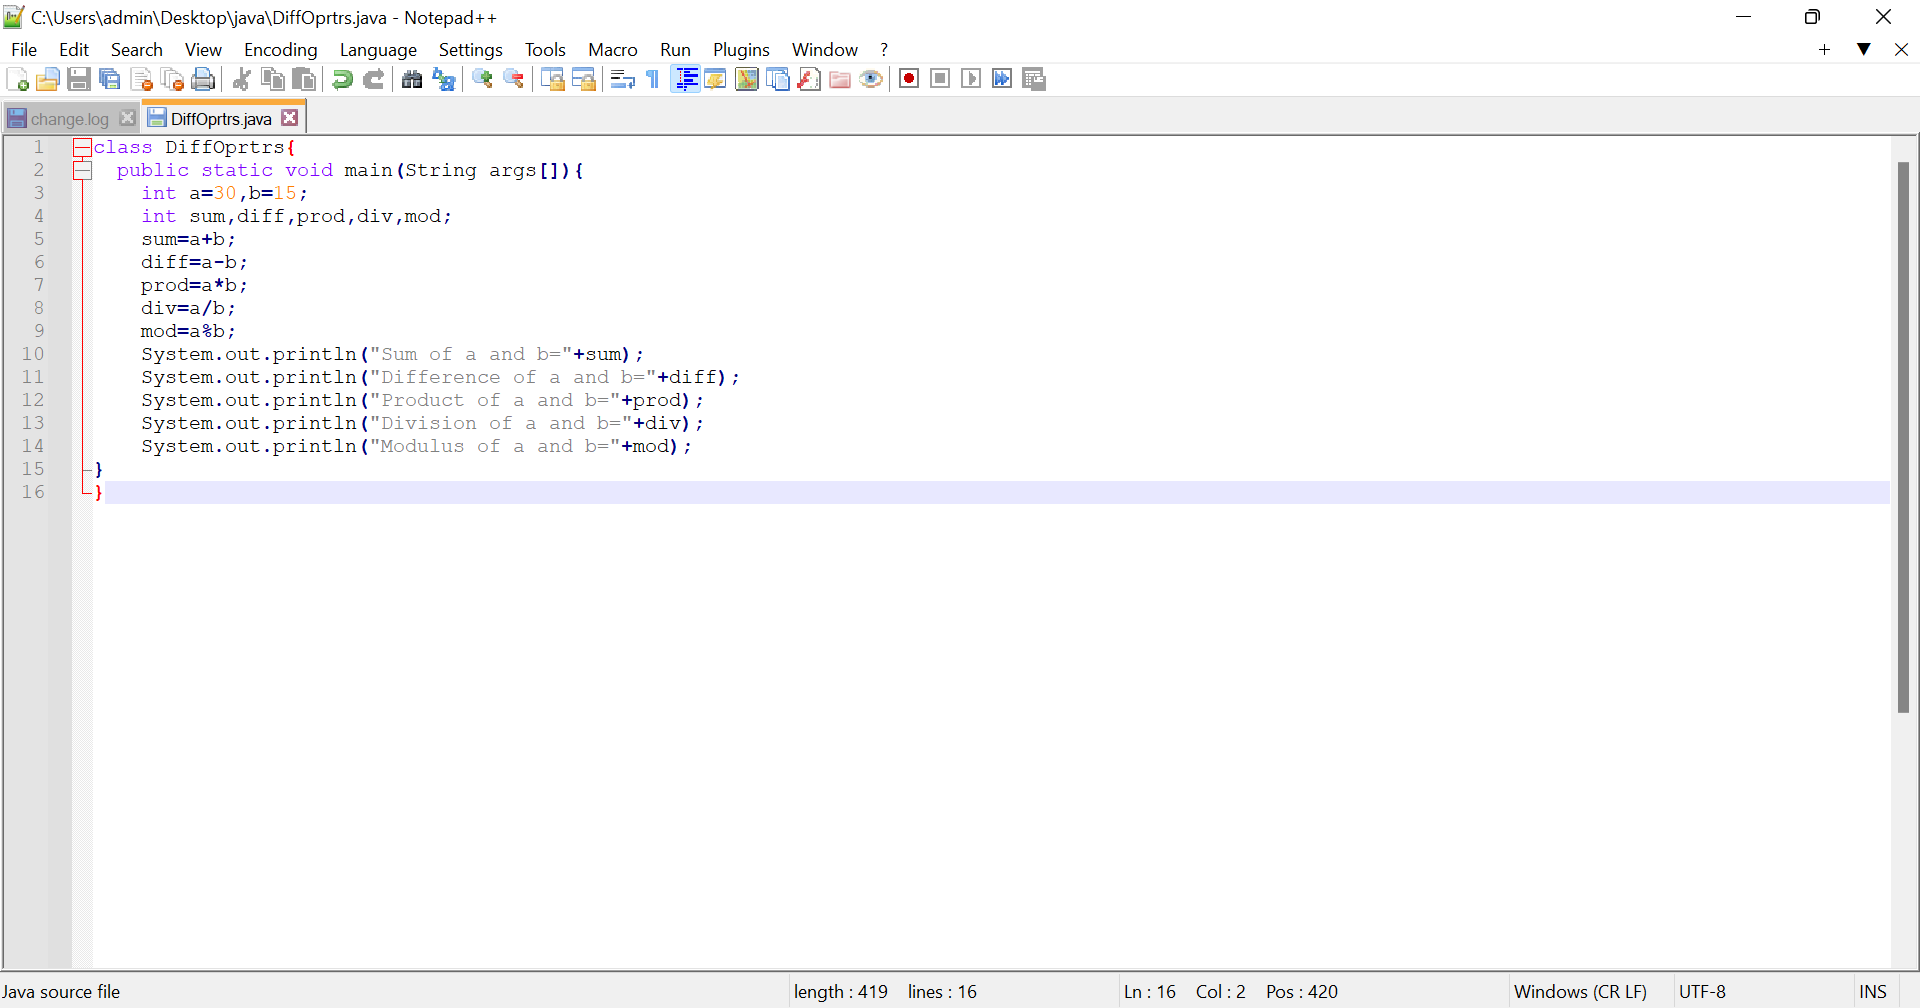 C:\Users\admin\Desktop\java\DiffOprtrs.java - Notepad++
File Edit Search View Encoding Language Settings Tools Macro Run Plugins Window ?
change.log DiffOprtrs.java
1 class DiffOprtrs{
2 public static void main(String args[]){
3 int a=30,b=15;
4 int sum,diff,prod,div,mod;
5 sum=a+b;
6 diff=a-b;
7 prod=a*b;
8 div=a/b;
9 mod=a%b;
10 System.out.println("Sum of a and b="+sum);
11 System.out.println("Difference of a and b="+diff);
12 System.out.println("Product of a and b="+prod);
13 System.out.println("Division of a and b="+div);
14 System.out.println("Modulus of a and b="+mod);
15 }
16 }
Java source file length : 419 lines : 16 Ln : 16 Col : 2 Pos : 420 Windows (CR LF) UTF-8 INS